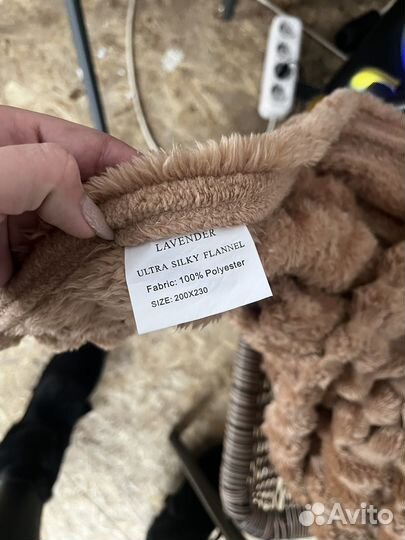 LAVENDER
ULTRA SILKY FLANNEL
Fabric: 100% Polyester
SIZE: 200X230
Avito